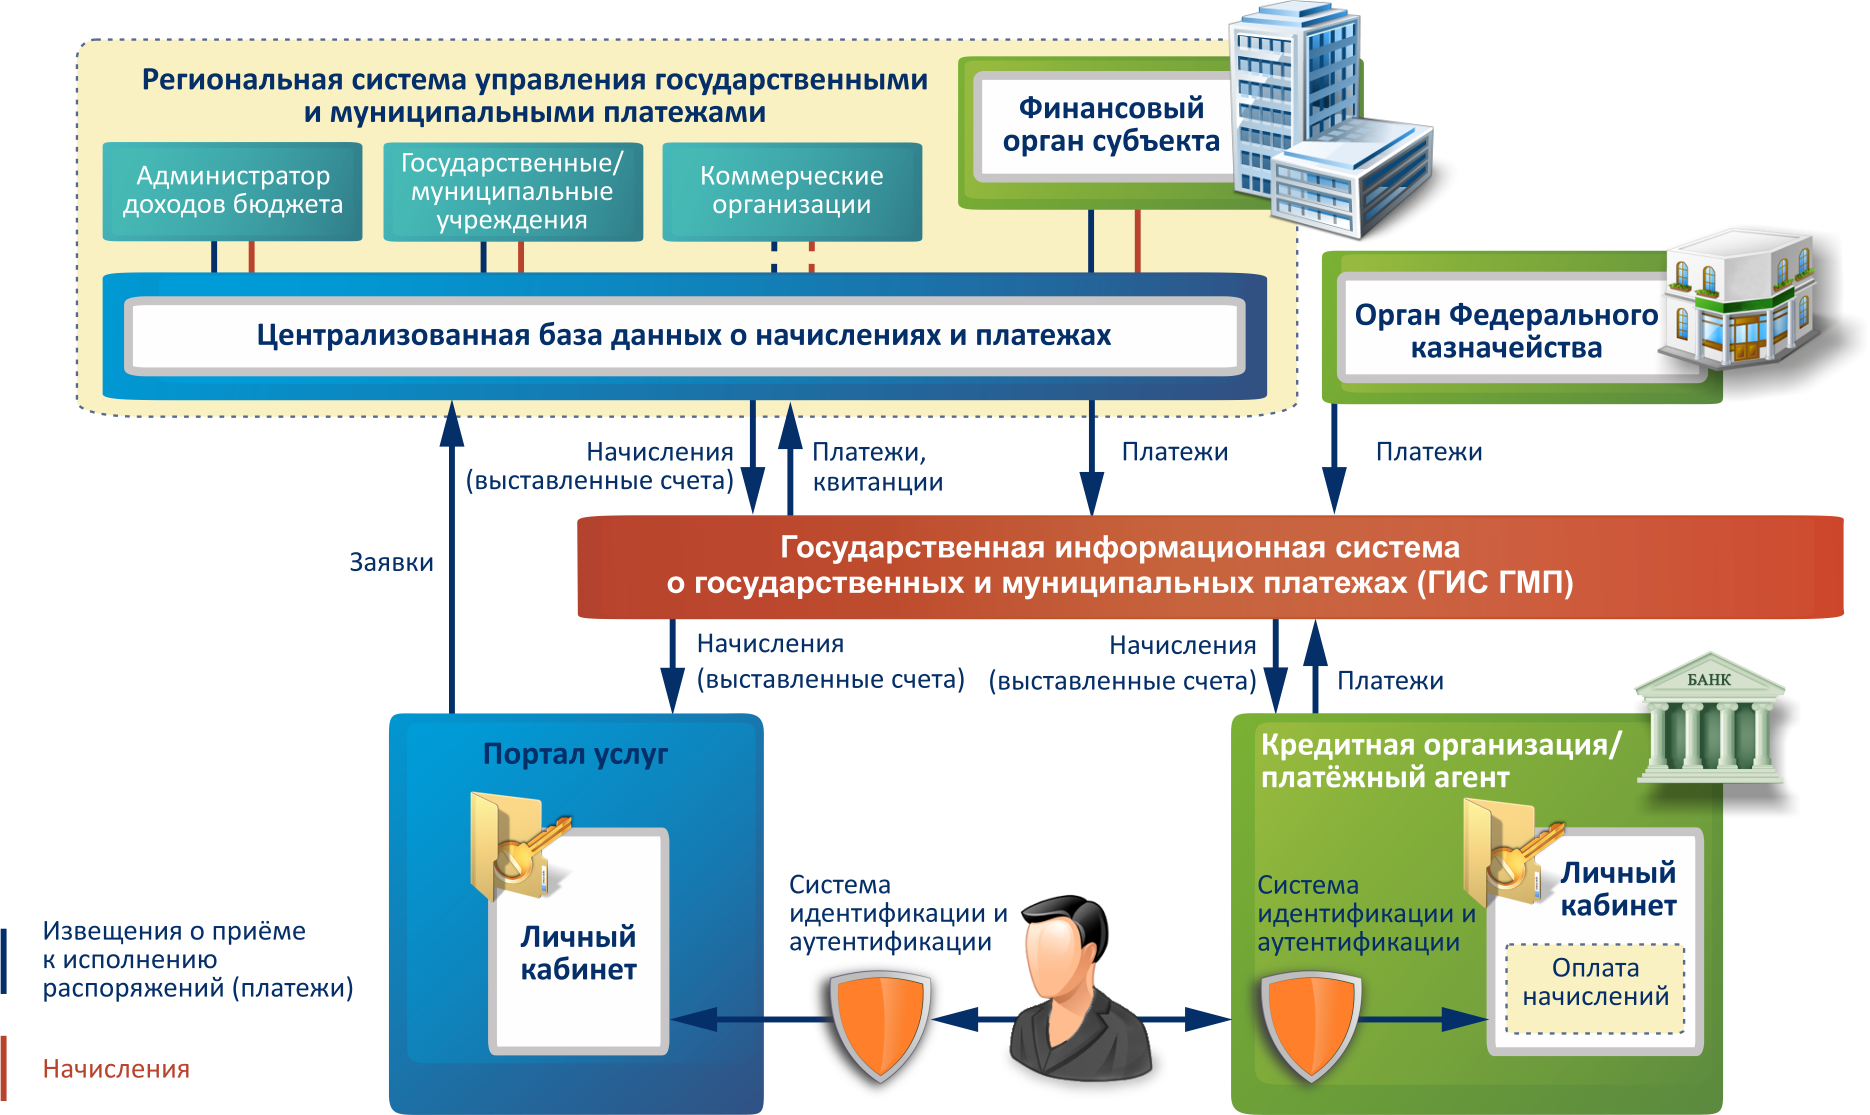 Региональная система управления государственными
и муниципальными платежами
Финансовый
орган субъекта
Администратор
доходов бюджета
Государственные/
муниципальные
учреждения
Коммерческие
организации
Централизованная база данных о начислениях и платежах
Орган Федерального
казначейства
Начисления
(выставленные счета)
Платежи,
квитанции
Платежи
Платежи
Заявки
Государственная информационная система
о государственных и муниципальных платежах (ГИС ГМП)
Начисления
(выставленные счета)
Начисления
(выставленные счета)
Платежи
БАНК
Портал услуг
Кредитная организация/
платёжный агент
Личный
кабинет
Система
идентификации и
аутентификации
Система
идентификации и
аутентификации
Личный
кабинет
Оплата
начислений
Извещения о приёме
к исполнению
распоряжений (платежи)
Начисления